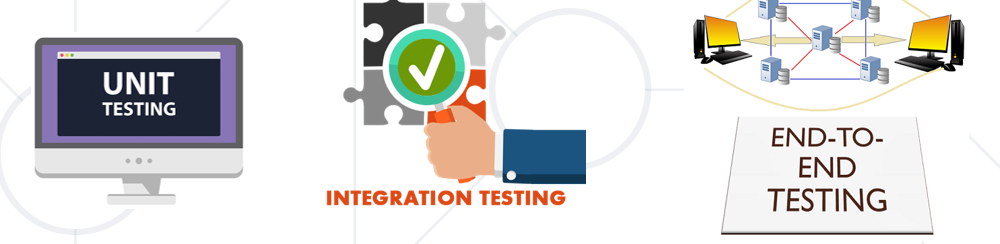 UNIT
TESTING
INTEGRATION TESTING
END-TO-
END
TESTING